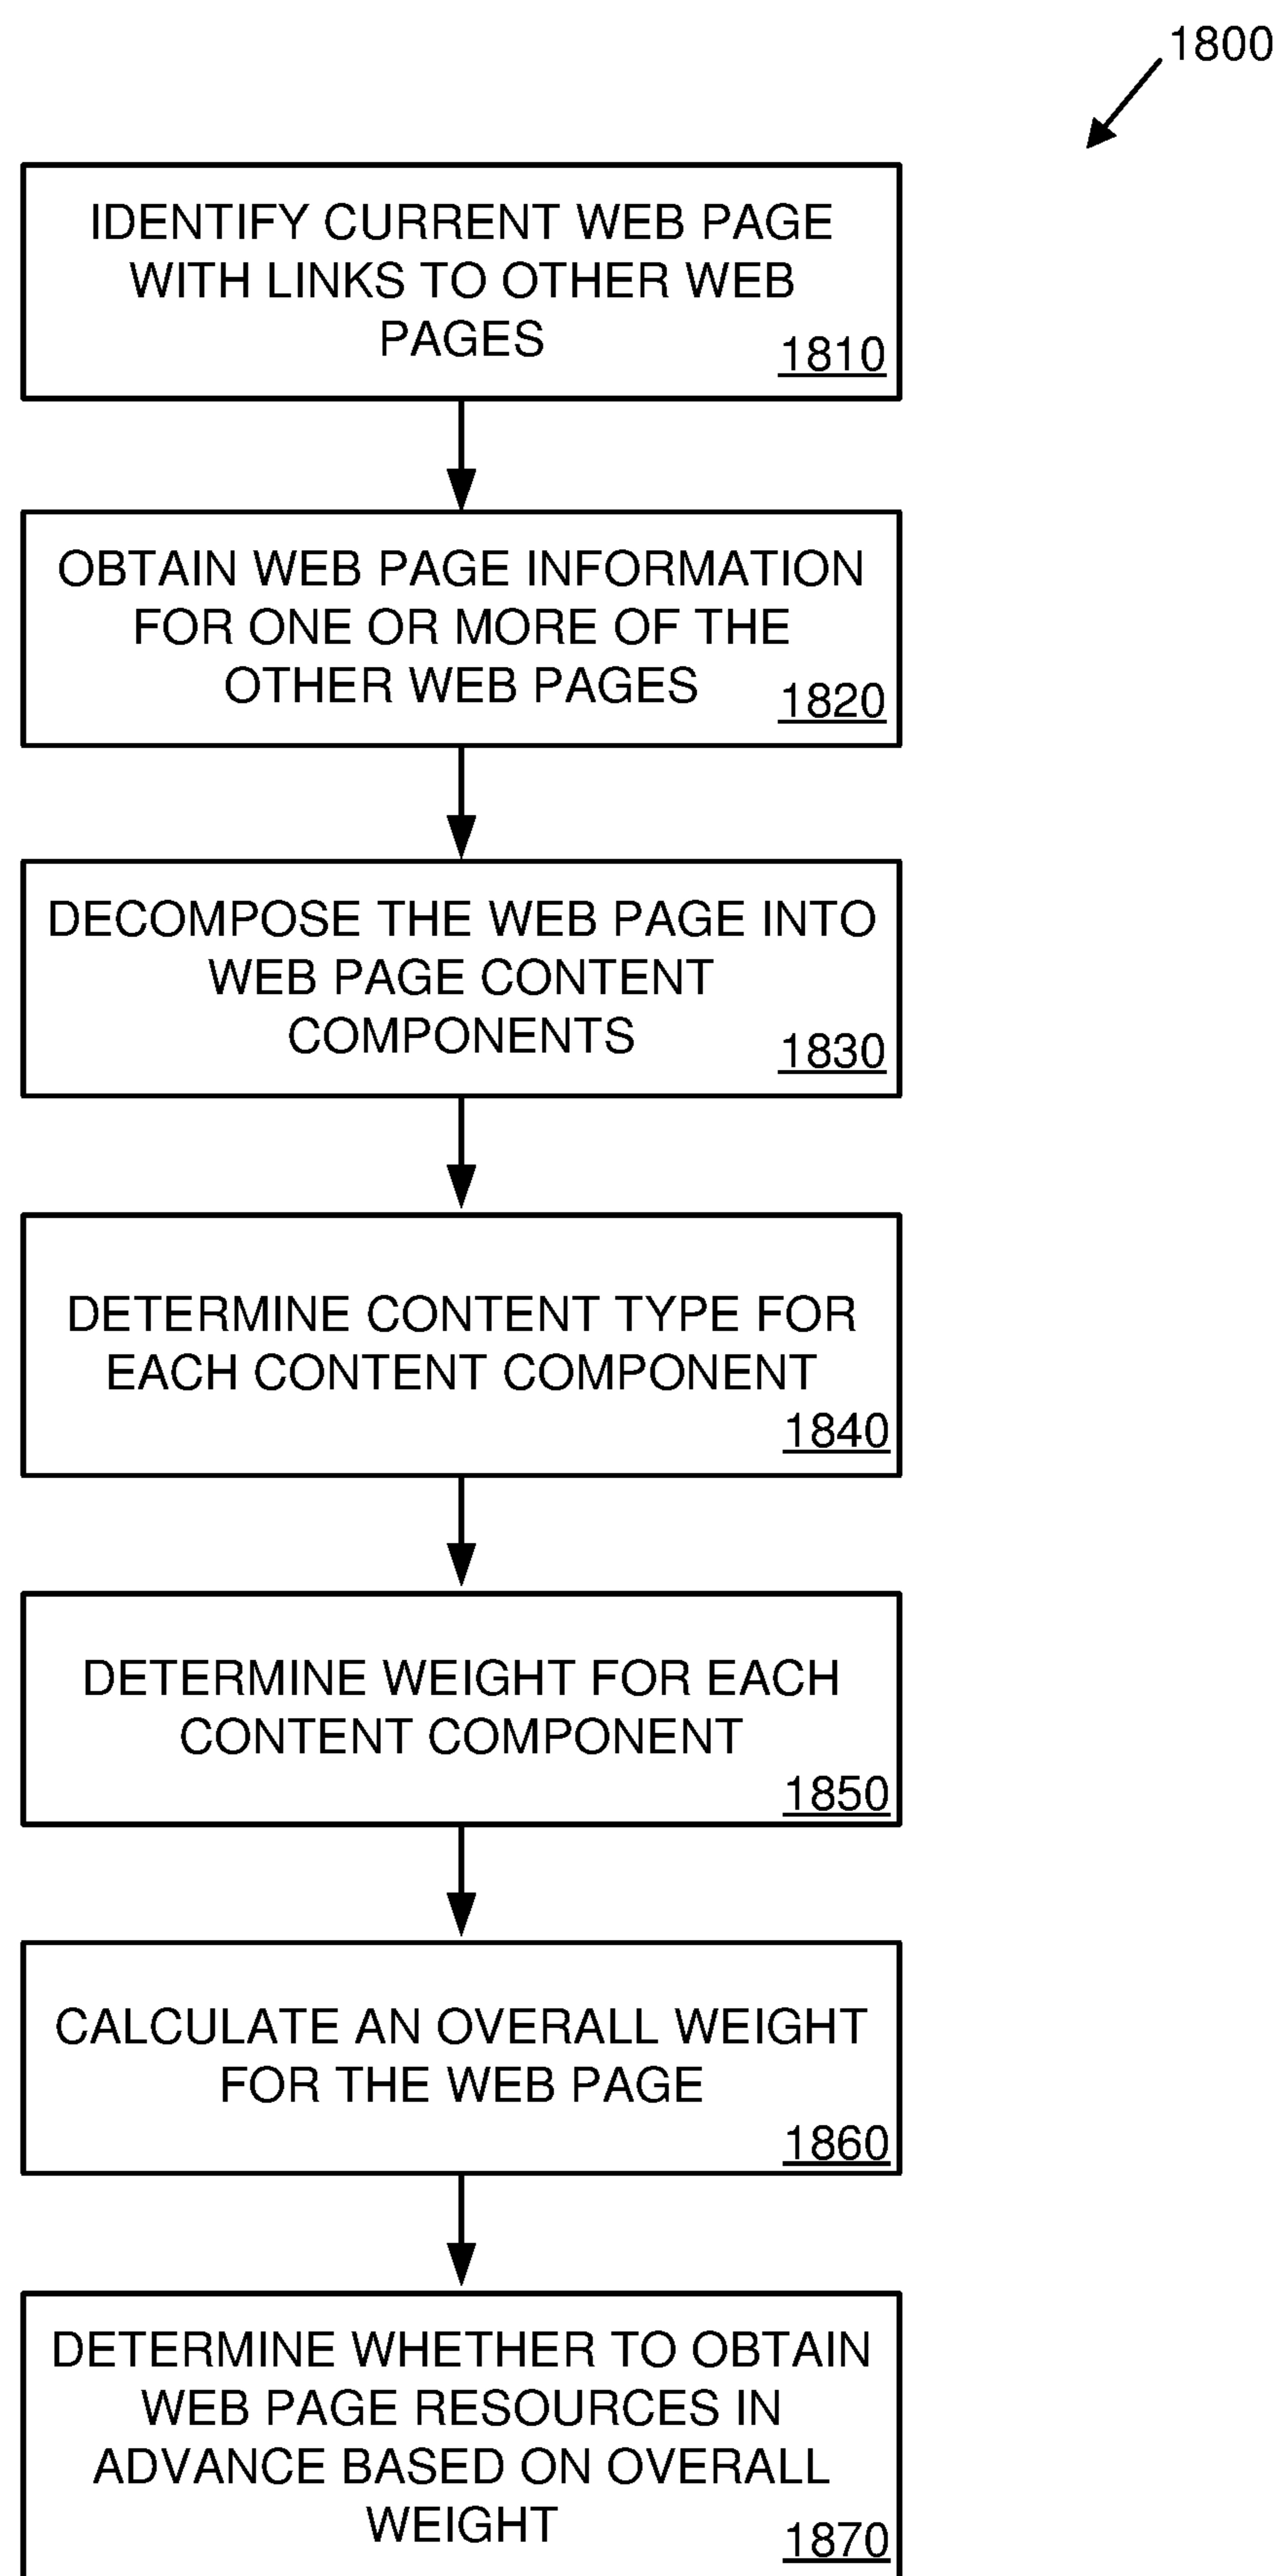 1800
IDENTIFY CURRENT WEB PAGE
WITH LINKS TO OTHER WEB
PAGES
1810
OBTAIN WEB PAGE INFORMATION
FOR ONE OR MORE OF THE
OTHER WEB PAGES
1820
DECOMPOSE THE WEB PAGE INTO
WEB PAGE CONTENT
COMPONENTS
1830
DETERMINE CONTENT TYPE FOR
EACH CONTENT COMPONENT
1840
DETERMINE WEIGHT FOR EACH
CONTENT COMPONENT
1850
CALCULATE AN OVERALL WEIGHT
FOR THE WEB PAGE
1860
DETERMINE WHETHER TO OBTAIN
WEB PAGE RESOURCES IN
ADVANCE BASED ON OVERALL
WEIGHT
1870